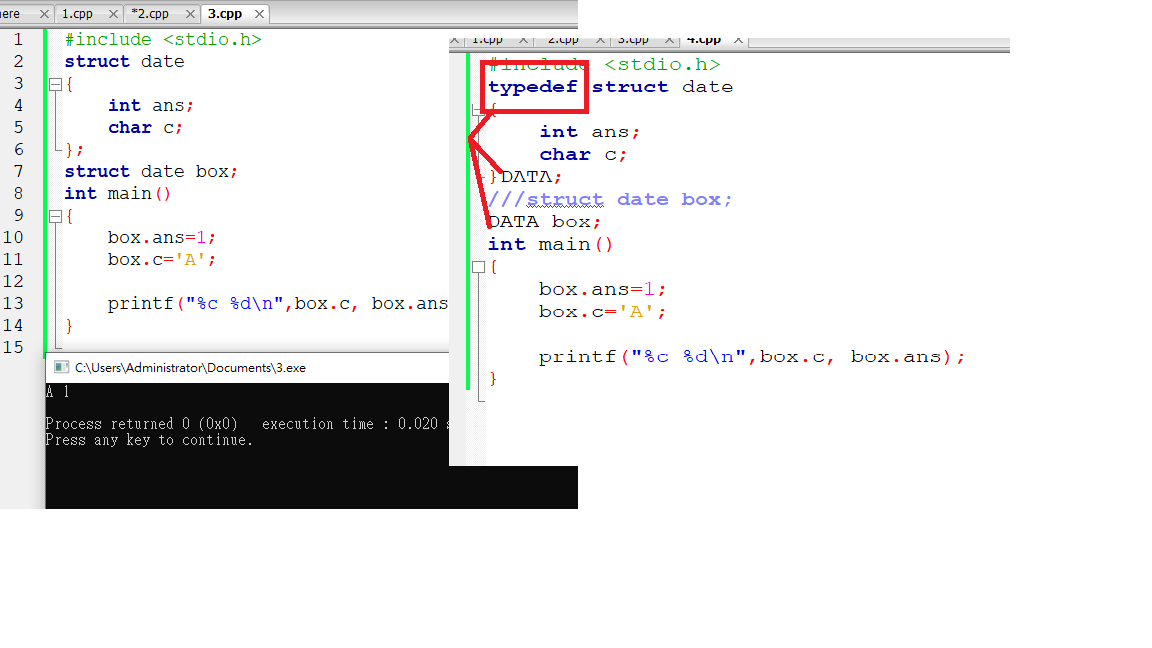 ere 1.cpp *2.cpp 3.cpp
1 #include <stdio.h>
2 struct date
3 {
4 int ans;
5 char c;
6 };
7 struct date box;
8 int main()
9 {
10 box.ans=1;
11 box.c='A';
12
13 printf("%c %d\n",box.c, box.ans
14 }
15
C:\Users\Administrator\Documents\3.exe
A 1
Process returned 0 (0x0) execution time : 0.020 s
Press any key to continue.
1.cpp 2.cpp 3.cpp 4.cpp
#include <stdio.h>
typedef struct date
{
int ans;
char c;
}DATA;
///struct date box;
DATA box;
int main()
{
box.ans=1;
box.c='A';
printf("%c %d\n",box.c, box.ans);
}